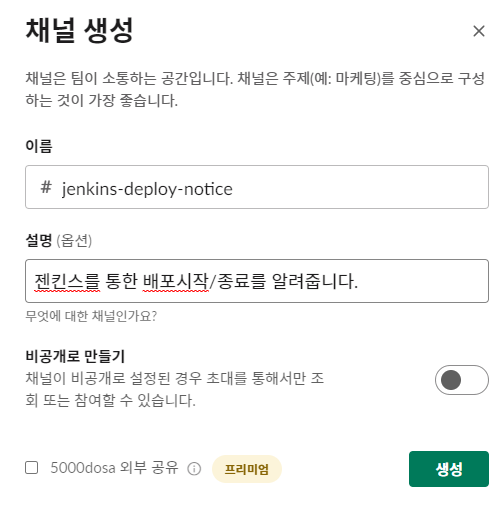 채널 생성
채널은 팀이 소통하는 공간입니다. 채널은 주제(예: 마케팅)를 중심으로 구성
하는 것이 가장 좋습니다.
이름
# jenkins-deploy-notice
설명 (옵션)
젠킨스를 통한 배포시작/종료를 알려줍니다.
무엇에 대한 채널인가요?
비공개로 만들기
채널이 비공개로 설정된 경우 초대를 통해서만 조
회 또는 참여할 수 있습니다.
5000dosa 외부 공유 프리미엄
생성